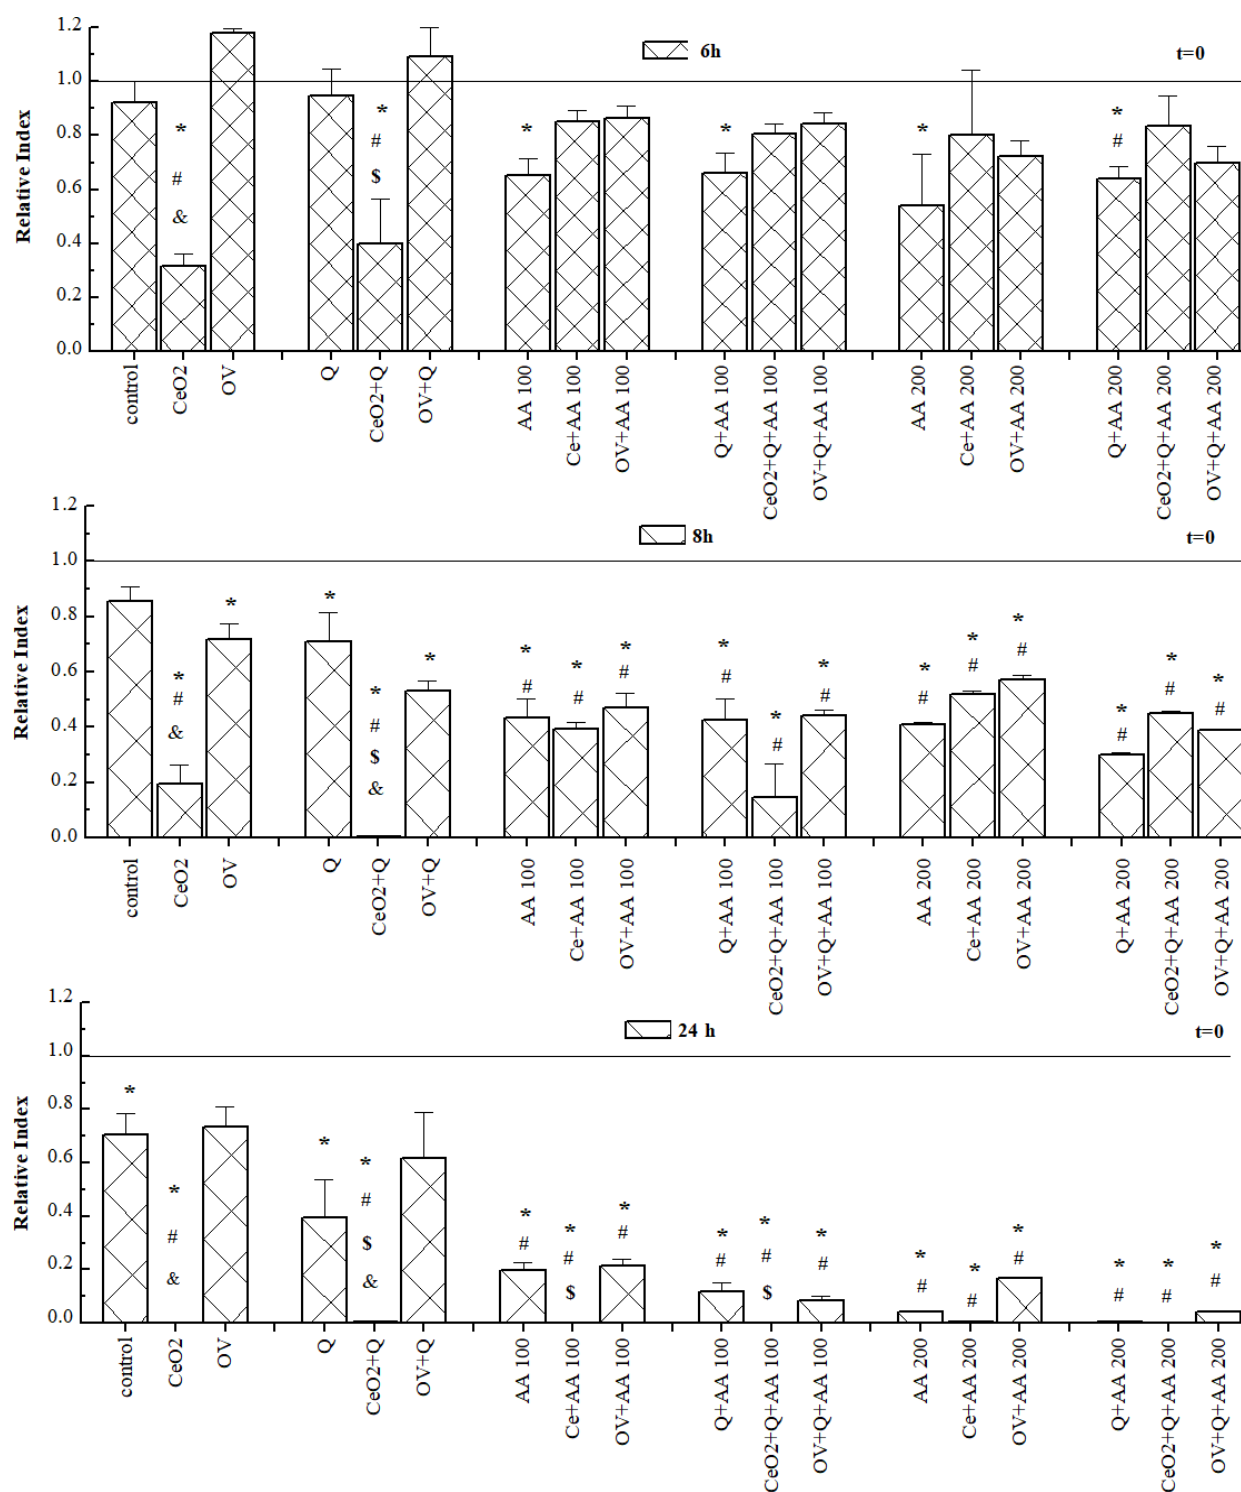 1.2
6h
t=0
1.0
0.8
0.6
0.4
0.2
0.0
Relative Index
* # &
* # $
*
*
*
* #
control
CeO2
OV
Q
CeO2+Q
OV+Q
AA 100
Ce+AA 100
OV+AA 100
Q+AA 100
CeO2+Q+AA 100
OV+Q+AA 100
AA 200
Ce+AA 200
OV+AA 200
Q+AA 200
CeO2+Q+AA 200
OV+Q+AA 200
1.2
8h
t=0
1.0
0.8
0.6
0.4
0.2
0.0
Relative Index
* # &
*
*
* # $ &
*
* #
* #
* #
* #
* #
* #
* #
* #
* #
* #
* #
* #
control
CeO2
OV
Q
CeO2+Q
OV+Q
AA 100
Ce+AA 100
OV+AA 100
Q+AA 100
CeO2+Q+AA 100
OV+Q+AA 100
AA 200
Ce+AA 200
OV+AA 200
Q+AA 200
CeO2+Q+AA 200
OV+Q+AA 200
1.2
24 h
t=0
1.0
0.8
0.6
0.4
0.2
0.0
Relative Index
*
* # &
*
* # $ &
* #
* # $
* #
* #
* # $
* #
* #
* #
* #
* #
* #
* #
control
CeO2
OV
Q
CeO2+Q
OV+Q
AA 100
Ce+AA 100
OV+AA 100
Q+AA 100
CeO2+Q+AA 100
OV+Q+AA 100
AA 200
Ce+AA 200
OV+AA 200
Q+AA 200
CeO2+Q+AA 200
OV+Q+AA 200